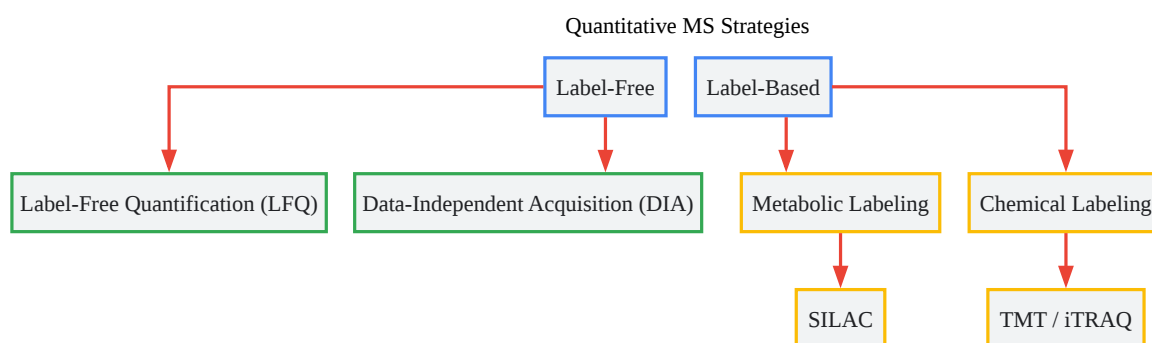 Quantitative MS Strategies
Label-Free
Label-Based
Label-Free Quantification (LFQ)
Data-Independent Acquisition (DIA)
Metabolic Labeling
Chemical Labeling
SILAC
TMT / iTRAQ